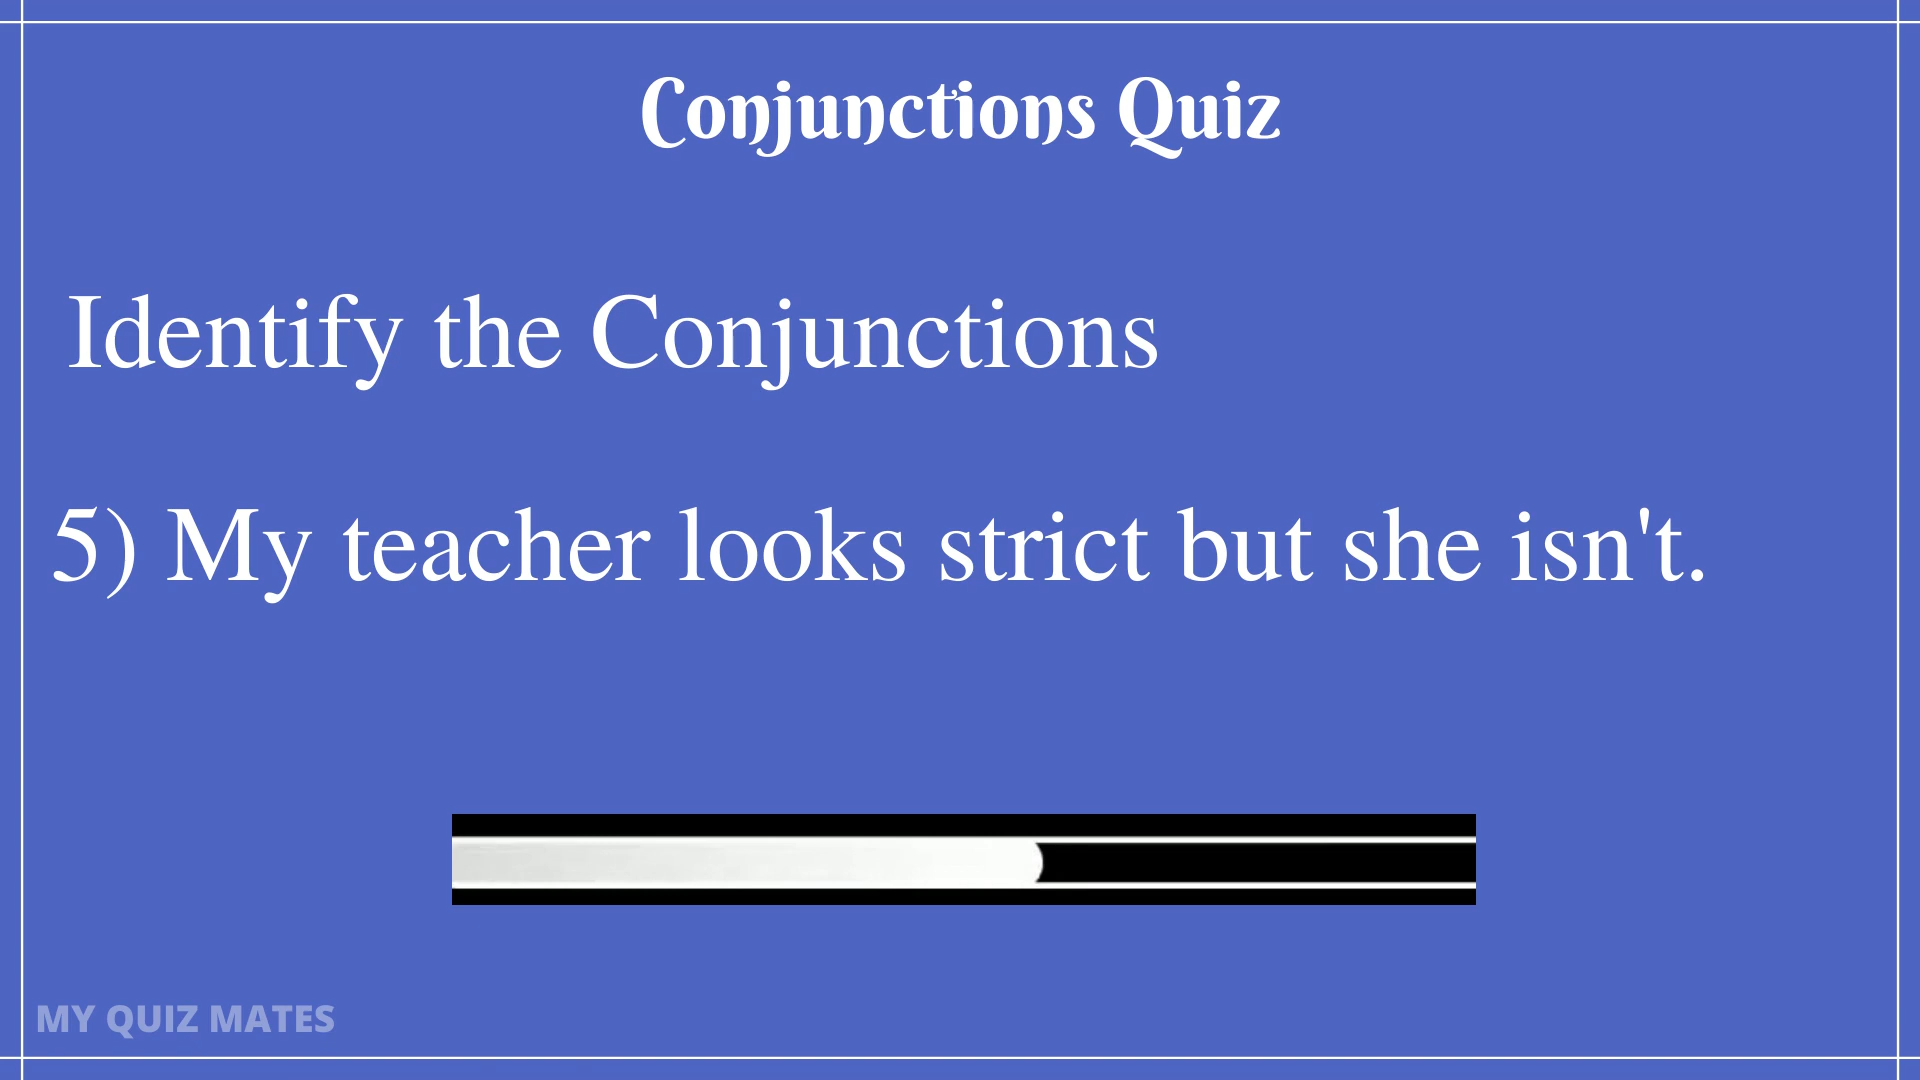 Conjunctions Quiz
Identify the Conjunctions
5) My teacher looks strict but she isn't.
MY QUIZ MATES